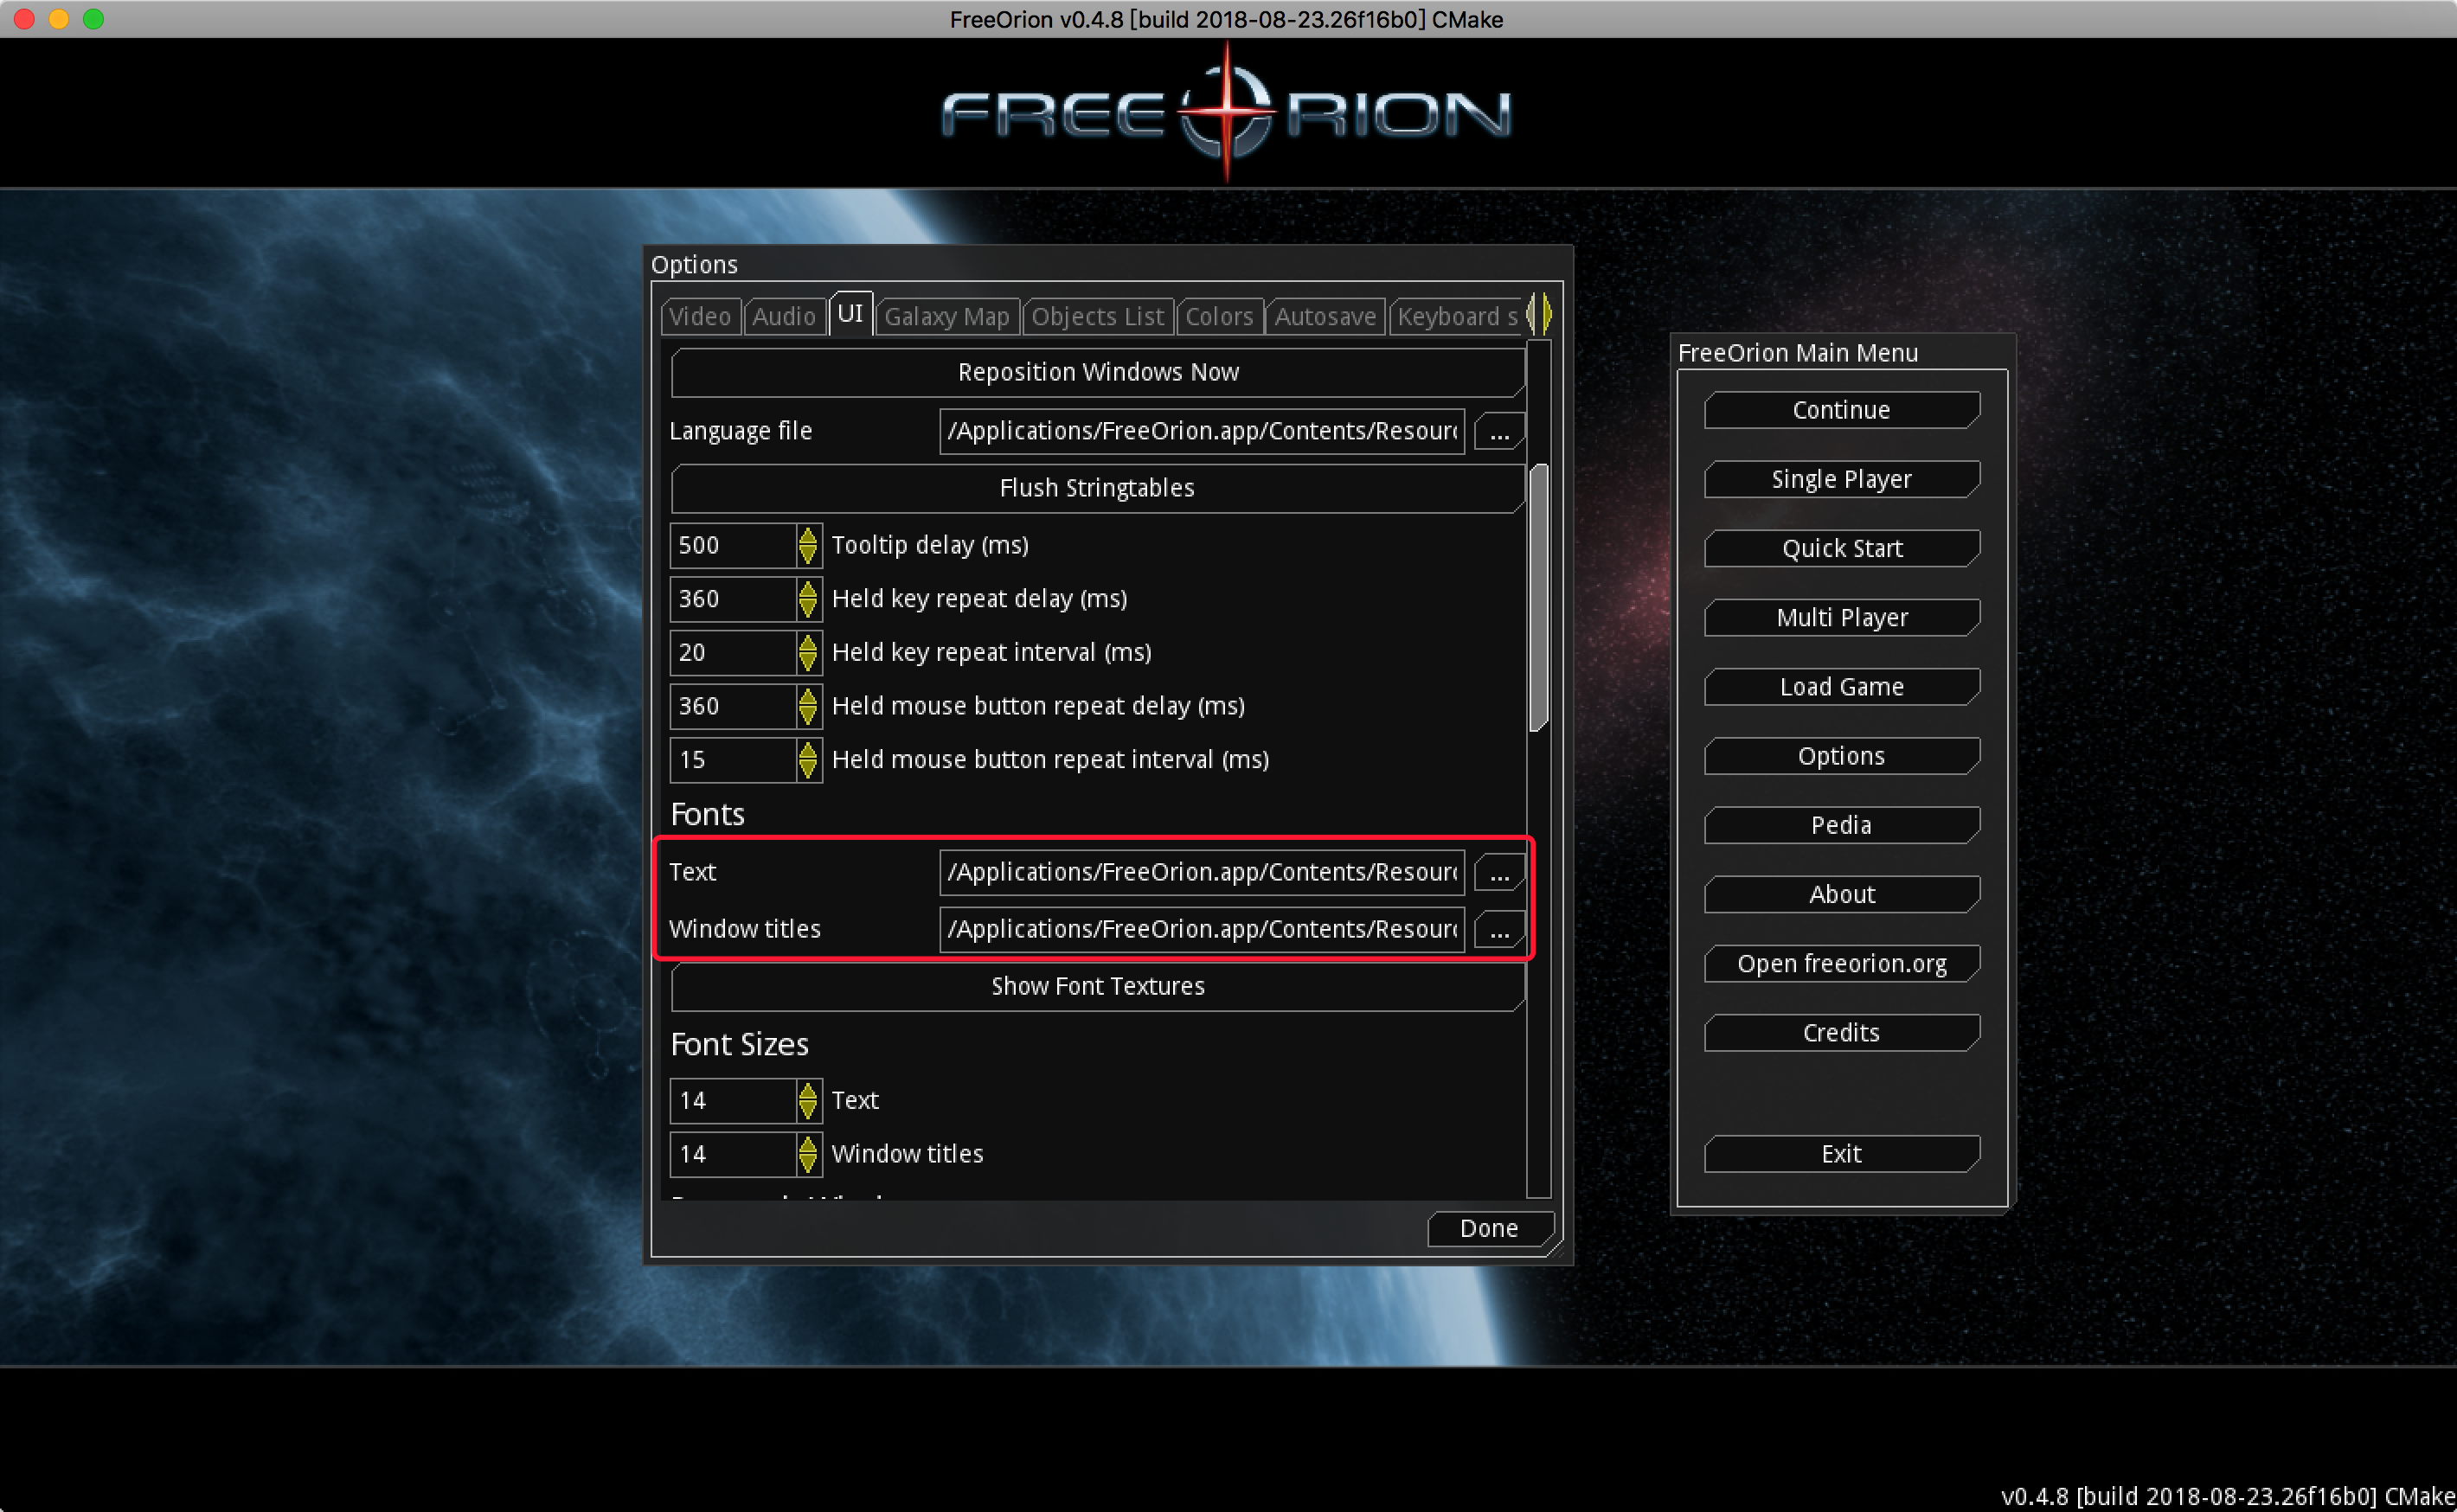 FreeOrion v0.4.8 [build 2018-08-23.26f16b0] CMake
FREEORION
Options
Video Audio UI Galaxy Map Objects List Colors Autosave Keyboard s
Reposition Windows Now
Language file /Applications/FreeOrion.app/Contents/Resourc ...
Flush Stringtables
500 Tooltip delay (ms)
360 Held key repeat delay (ms)
20 Held key repeat interval (ms)
360 Held mouse button repeat delay (ms)
15 Held mouse button repeat interval (ms)
Fonts
Text /Applications/FreeOrion.app/Contents/Resourc ...
Window titles /Applications/FreeOrion.app/Contents/Resourc ...
Show Font Textures
Font Sizes
14 Text
14 Window titles
Done
FreeOrion Main Menu
Continue
Single Player
Quick Start
Multi Player
Load Game
Options
Pedia
About
Open freeorion.org
Credits
Exit
v0.4.8 [build 2018-08-23.26f16b0] CMake